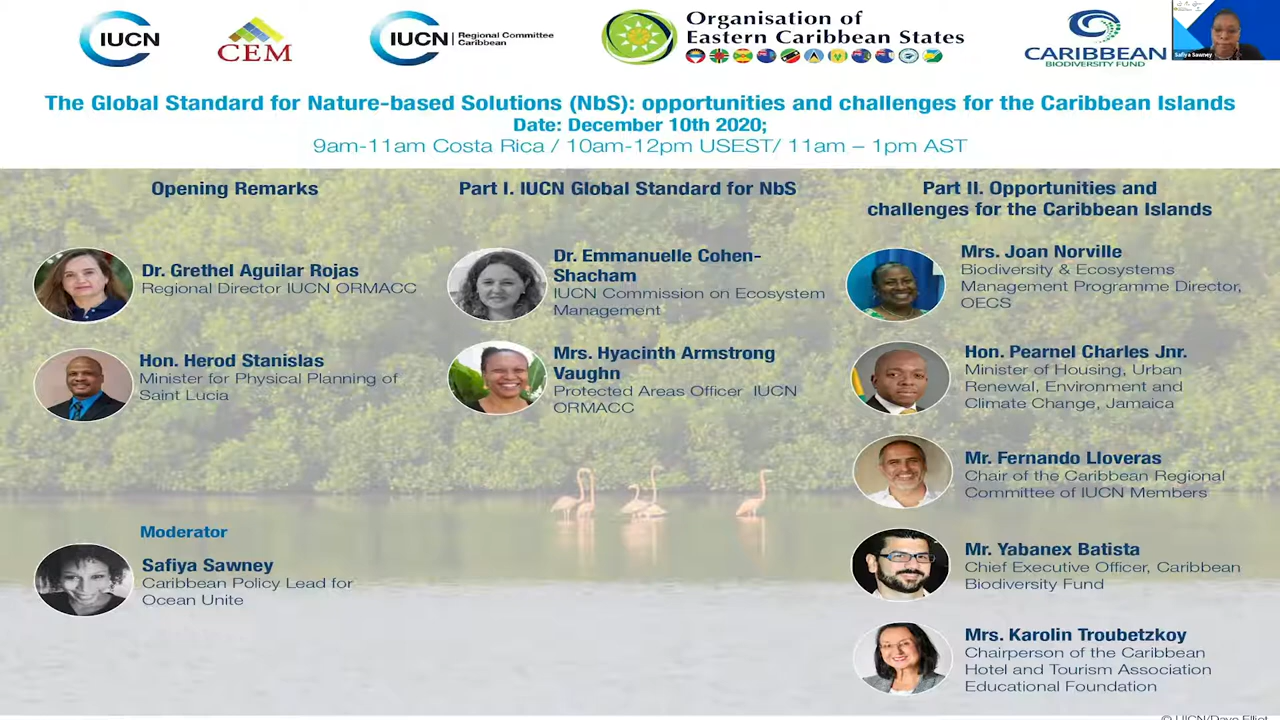 IUCN
CEM
IUCN
Regional Committee
Caribbean
Organisation of
Eastern Caribbean States
CARIBBEAN
BIODIVERSITY FUND
Safiya Sawney
The Global Standard for Nature-based Solutions (NbS): opportunities and challenges for the Caribbean Islands
Date: December 10th 2020;
9am-11am Costa Rica / 10am-12pm USEST/ 11am – 1pm AST
Opening Remarks
Dr. Grethel Aguilar Rojas
Regional Director IUCN ORMACC
Hon. Herod Stanislas
Minister for Physical Planning of
Saint Lucia
Moderator
Safiya Sawney
Caribbean Policy Lead for
Ocean Unite
Part I. IUCN Global Standard for NbS
Dr. Emmanuelle Cohen-
Shacham
IUCN Commission on Ecosystem
Management
Mrs. Hyacinth Armstrong
Vaughn
Protected Areas Officer IUCN
ORMACC
Part II. Opportunities and
challenges for the Caribbean Islands
Mrs. Joan Norville
Biodiversity & Ecosystems
Management Programme Director,
OECS
Hon. Pearnel Charles Jnr.
Minister of Housing, Urban
Renewal, Environment and
Climate Change, Jamaica
Mr. Fernando Lloveras
Chair of the Caribbean Regional
Committee of IUCN Members
Mr. Yabanex Batista
Chief Executive Officer, Caribbean
Biodiversity Fund
Mrs. Karolin Troubetzkoy
Chairperson of the Caribbean
Hotel and Tourism Association
Educational Foundation